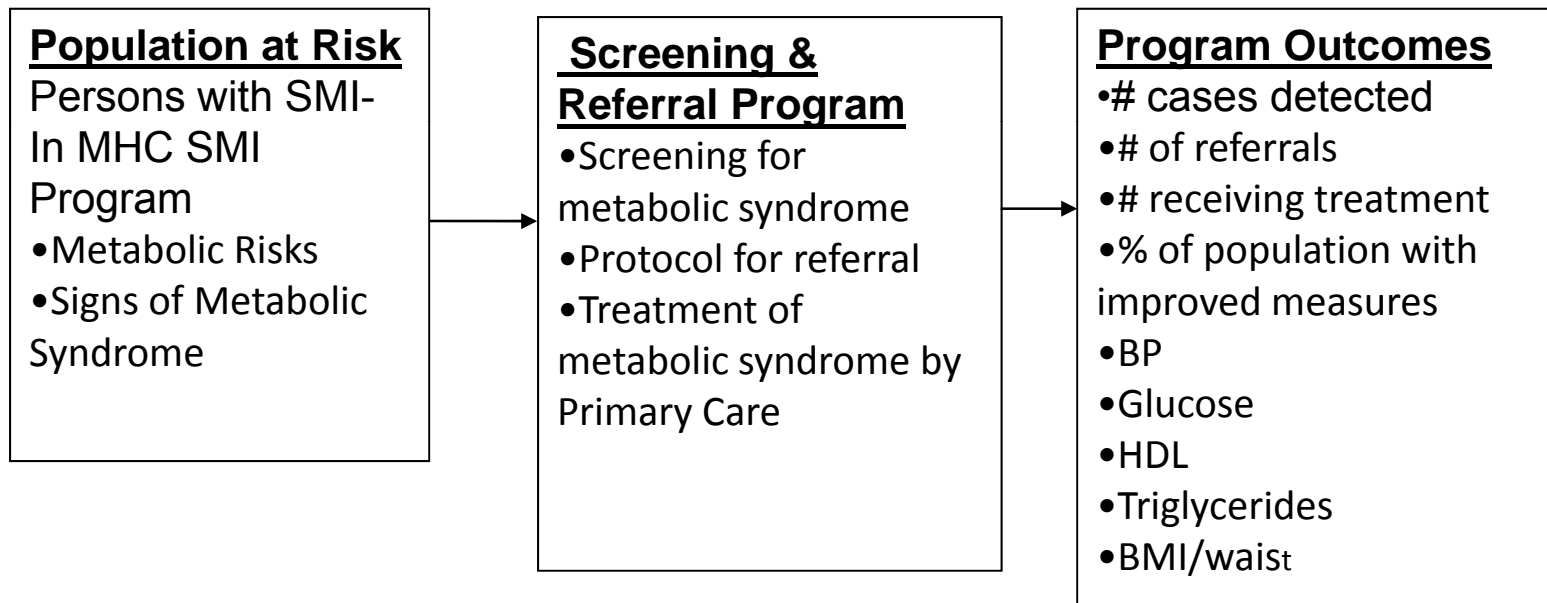 Population at Risk
Persons with SMI-
In MHC SMI
Program
•Metabolic Risks
•Signs of Metabolic
Syndrome
Screening &
Referral Program
•Screening for
metabolic syndrome
•Protocol for referral
•Treatment of
metabolic syndrome by
Primary Care
Program Outcomes
•# cases detected
•# of referrals
•# receiving treatment
•% of population with
improved measures
•BP
•Glucose
•HDL
•Triglycerides
•BMI/waist